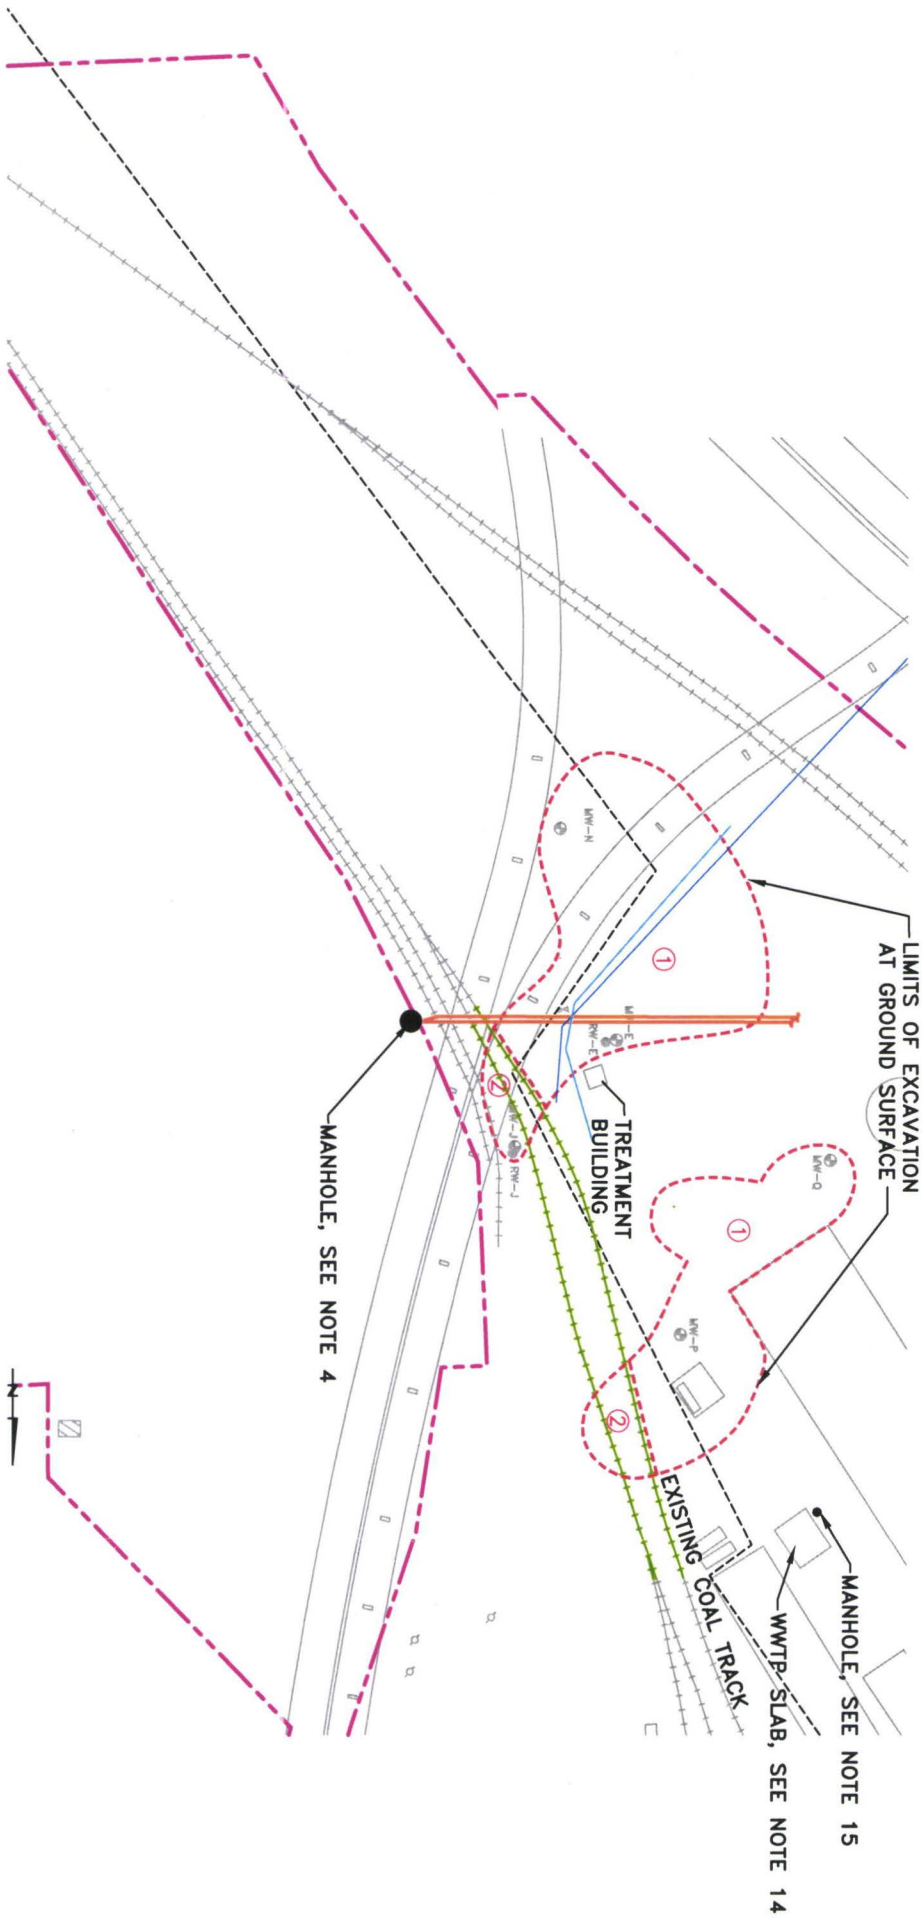 LIMITS OF EXCAVATION
AT GROUND SURFACE
MW-N
①
MW-E
RW-E
TREATMENT
BUILDING
②
MW-J
RW-J
MANHOLE, SEE NOTE 4
MW-Q
①
MW-P
②
EXISTING COAL TRACK
MANHOLE, SEE NOTE 15
WWTP SLAB, SEE NOTE 14
N